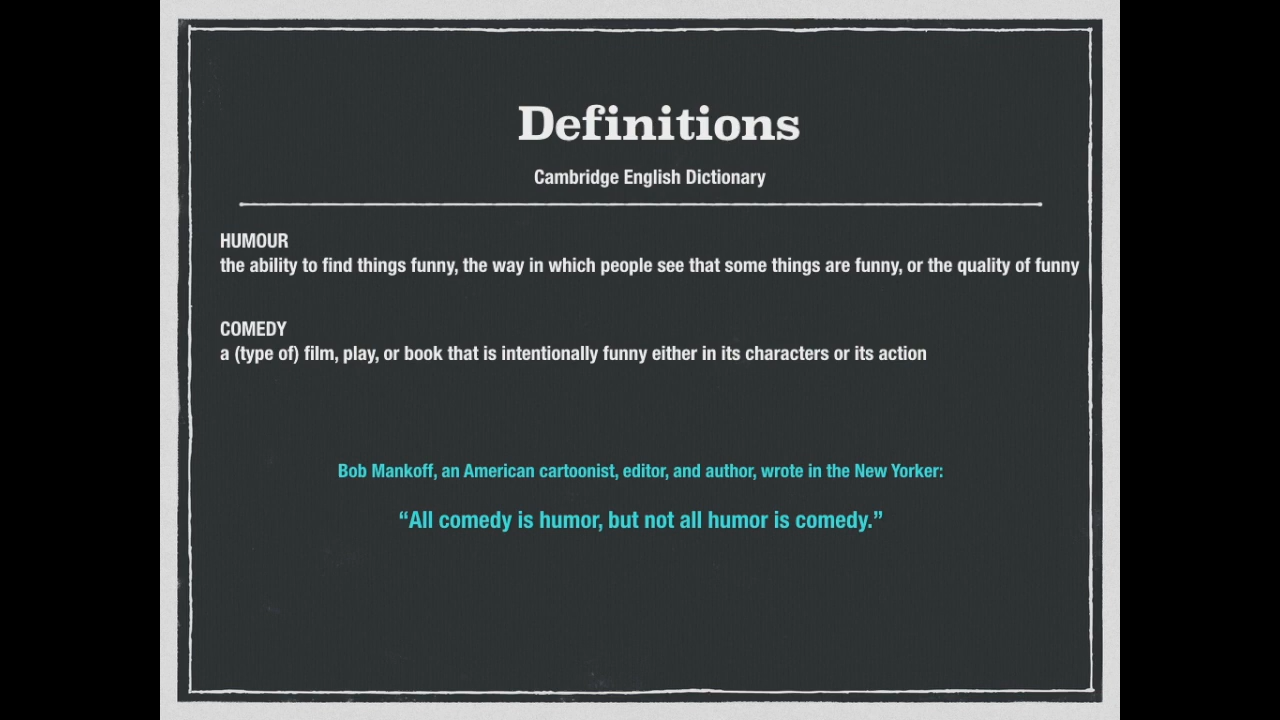 Definitions
Cambridge English Dictionary
HUMOUR
the ability to find things funny, the way in which people see that some things are funny, or the quality of funny
COMEDY
a (type of) film, play, or book that is intentionally funny either in its characters or its action
Bob Mankoff, an American cartoonist, editor, and author, wrote in the New Yorker:
“All comedy is humor, but not all humor is comedy.”